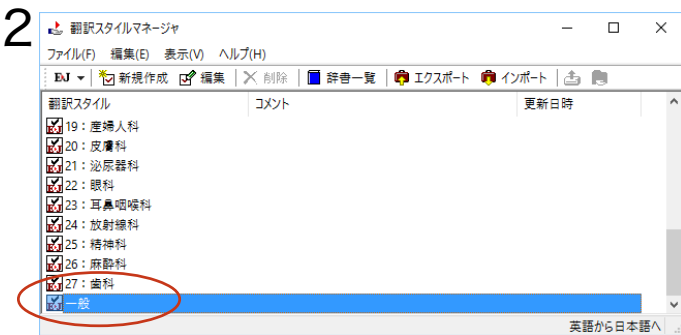 2
翻訳スタイルマネージャ
ファイル(F) 編集(E) 表示(V) ヘルプ(H)
EJ 新規作成 編集 削除 辞書一覧 エクスポート インポート
翻訳スタイル コメント 更新日時
19：産婦人科
20：皮膚科
21：泌尿器科
22：眼科
23：耳鼻咽喉科
24：放射線科
25：精神科
26：麻酔科
27：歯科
一般
英語から日本語へ